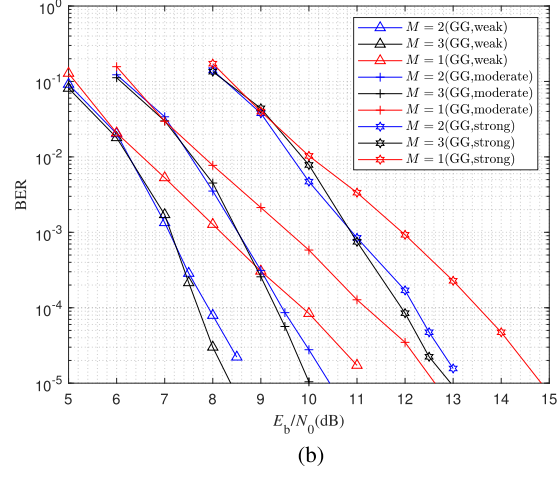 10^0
10^-1
10^-2
10^-3
10^-4
10^-5
BER
M = 2(GG,weak)
M = 3(GG,weak)
M = 1(GG,weak)
M = 2(GG,moderate)
M = 3(GG,moderate)
M = 1(GG,moderate)
M = 2(GG,strong)
M = 3(GG,strong)
M = 1(GG,strong)
5 6 7 8 9 10 11 12 13 14 15
E_b/N_0(dB)
(b)